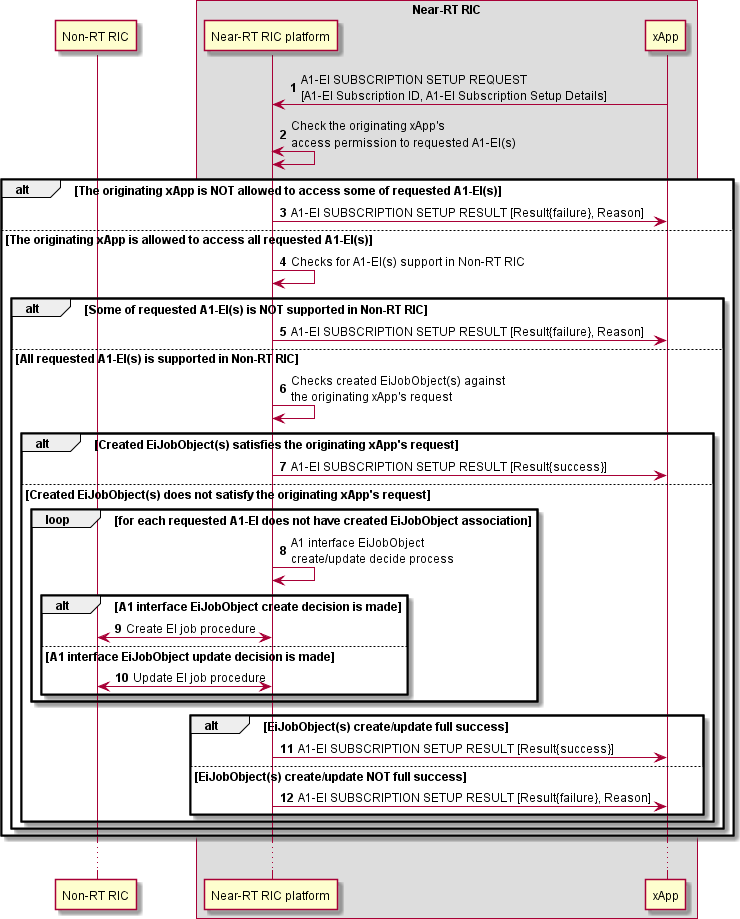 Near-RT RIC
Non-RT RIC
Near-RT RIC platform
xApp
1 A1-EI SUBSCRIPTION SETUP REQUEST
[A1-EI Subscription ID, A1-EI Subscription Setup Details]
2 Check the originating xApp's
access permission to requested A1-EI(s)
alt [The originating xApp is NOT allowed to access some of requested A1-EI(s)]
3 A1-EI SUBSCRIPTION SETUP RESULT [Result{failure}, Reason]
[The originating xApp is allowed to access all requested A1-EI(s)]
4 Checks for A1-EI(s) support in Non-RT RIC
alt [Some of requested A1-EI(s) is NOT supported in Non-RT RIC]
5 A1-EI SUBSCRIPTION SETUP RESULT [Result{failure}, Reason]
[All requested A1-EI(s) is supported in Non-RT RIC]
6 Checks created EiJobObject(s) against
the originating xApp's request
alt [Created EiJobObject(s) satisfies the originating xApp's request]
7 A1-EI SUBSCRIPTION SETUP RESULT [Result{success}]
[Created EiJobObject(s) does not satisfy the originating xApp's request]
loop [for each requested A1-EI does not have created EiJobObject association]
8 A1 interface EiJobObject
create/update decide process
alt [A1 interface EiJobObject create decision is made]
9 Create EI job procedure
[A1 interface EiJobObject update decision is made]
10 Update EI job procedure
alt [EiJobObject(s) create/update full success]
11 A1-EI SUBSCRIPTION SETUP RESULT [Result{success}]
[EiJobObject(s) create/update NOT full success]
12 A1-EI SUBSCRIPTION SETUP RESULT [Result{failure}, Reason]
Non-RT RIC
Near-RT RIC platform
xApp